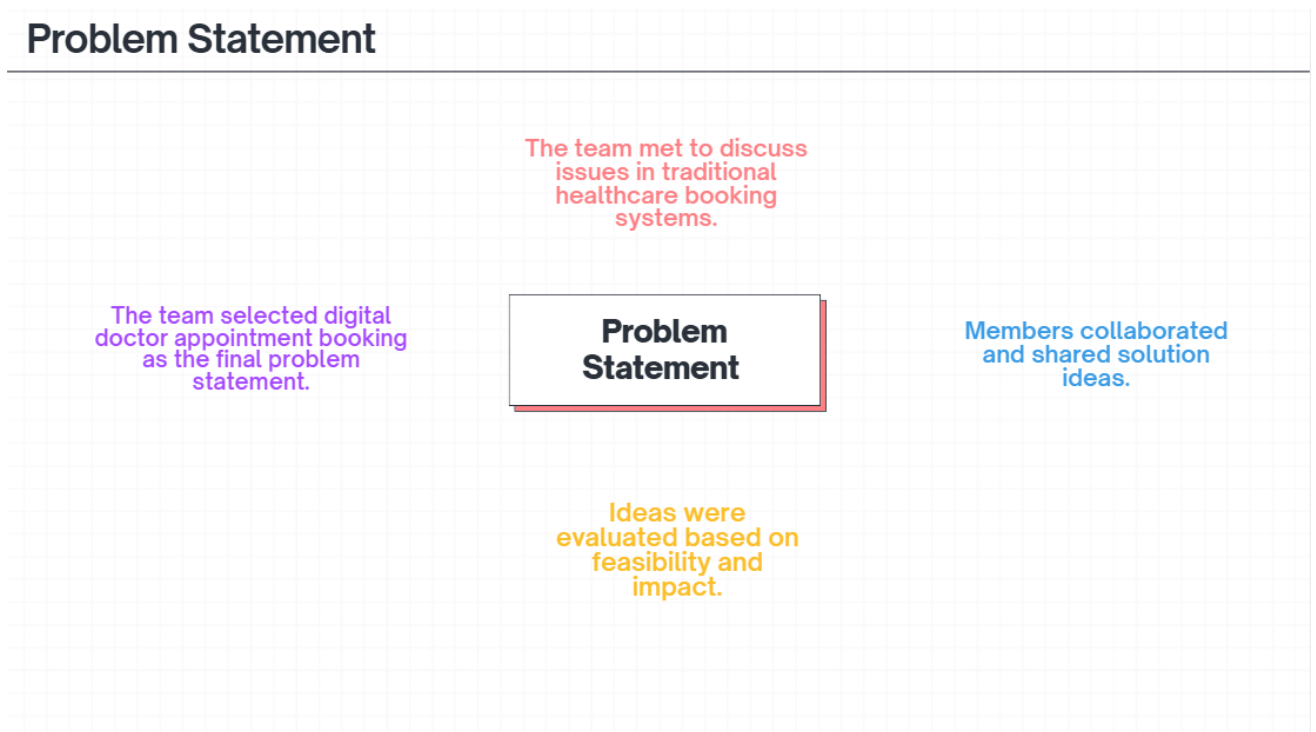 Problem Statement
The team met to discuss
issues in traditional
healthcare booking
systems.
The team selected digital
doctor appointment booking
as the final problem
statement.
Problem
Statement
Members collaborated
and shared solution
ideas.
Ideas were
evaluated based on
feasibility and
impact.